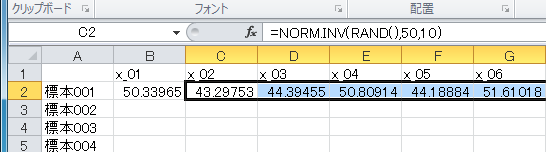 クリップボード フォント 配置
C2 fx =NORM.INV(RAND(),50,10)
A B C D E F G
1 x_01 x_02 x_03 x_04 x_05 x_06
2 標本001 50.33965 43.29753 44.39455 50.80914 44.18884 51.61018
3 標本002
4 標本003
5 標本004